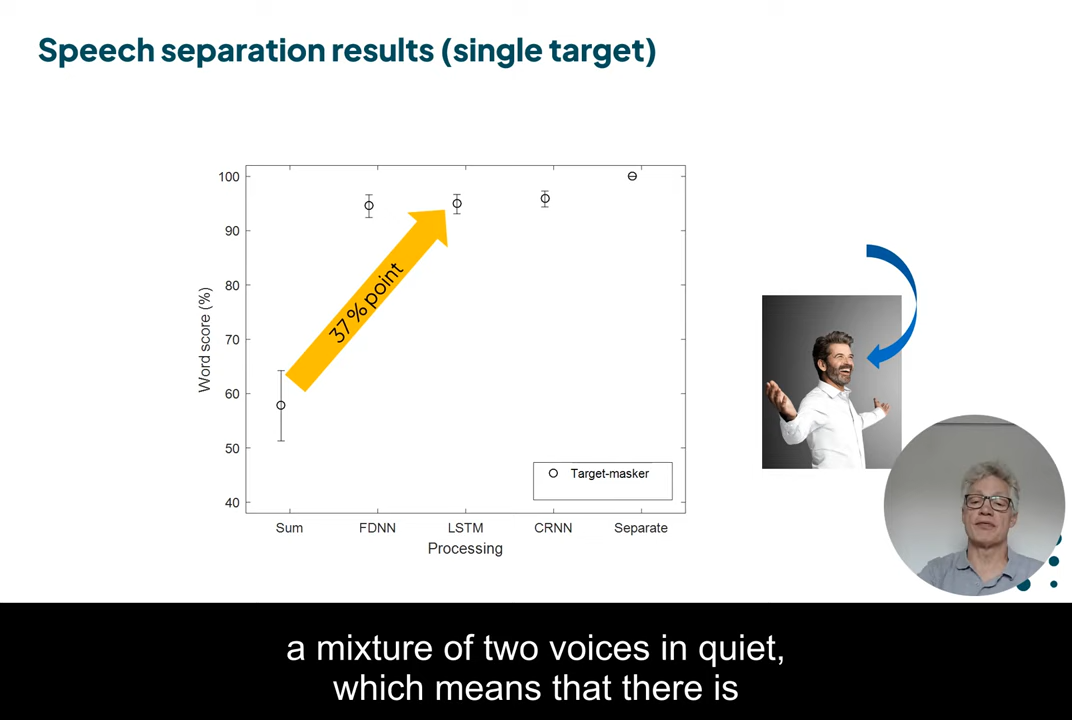 Speech separation results (single target)
100
90
80
70
60
50
40
Word score (%)
37 % point
Target-masker
Sum FDNN LSTM CRNN Separate
Processing
a mixture of two voices in quiet,
which means that there is